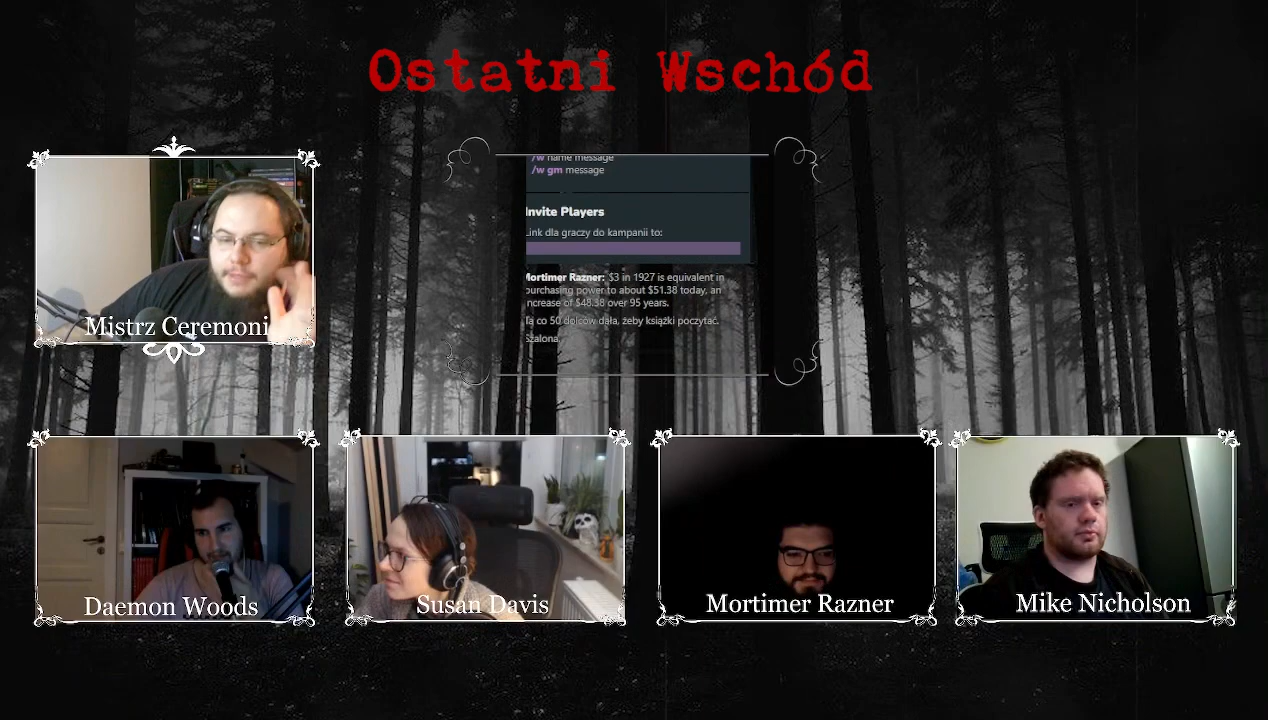 Ostatni Wschód
/w name message
/w gm message
Invite Players
Link dla graczy do kampanii to:
Mortimer Razner: $3 in 1927 is equivalent in
purchasing power to about $51.38 today, an
increase of $48.38 over 95 years.
Ta co 50 dolców dała, żeby książki poczytać.
Szalona.
Mistrz Ceremoni
Daemon Woods
Susan Davis
Mortimer Razner
Mike Nicholson